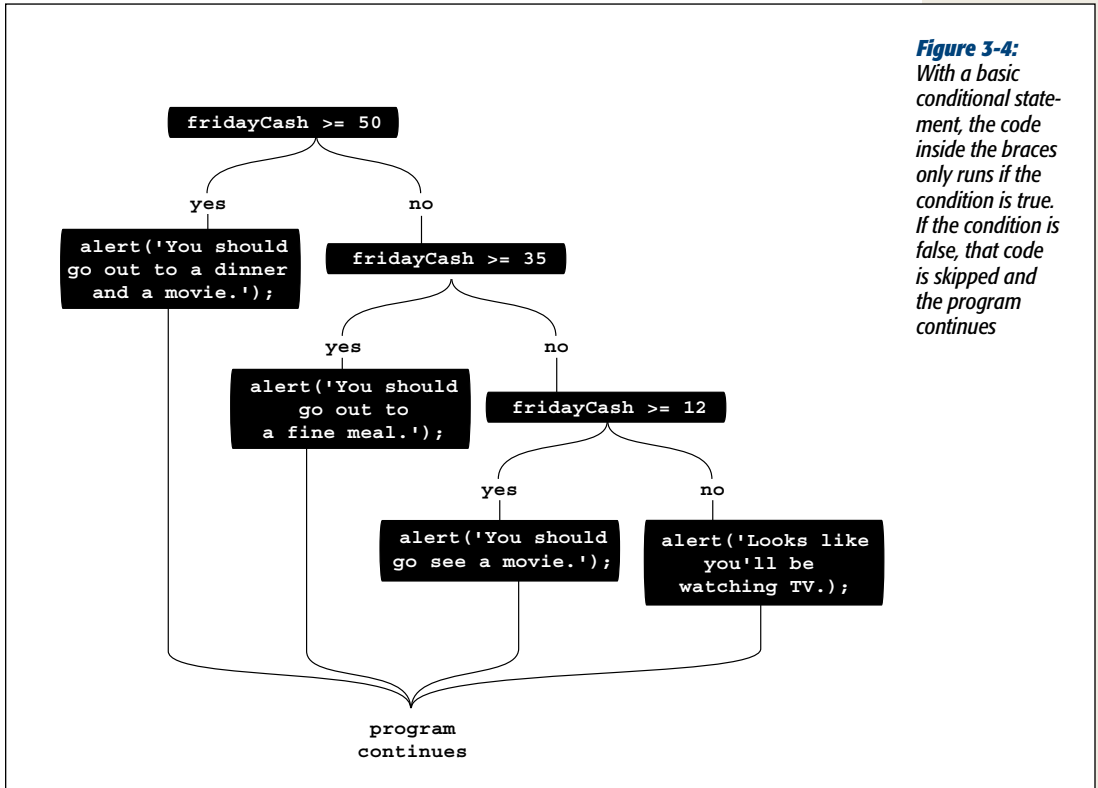 Figure 3-4:
With a basic
conditional state-
ment, the code
inside the braces
only runs if the
condition is true.
If the condition is
false, that code
is skipped and
the program
continues
fridayCash >= 50
yes
no
alert('You should
go out to a dinner
and a movie.');
fridayCash >= 35
yes
no
alert('You should
go out to
a fine meal.');
fridayCash >= 12
yes
no
alert('You should
go see a movie.');
alert('Looks like
you'll be
watching TV.);
program
continues